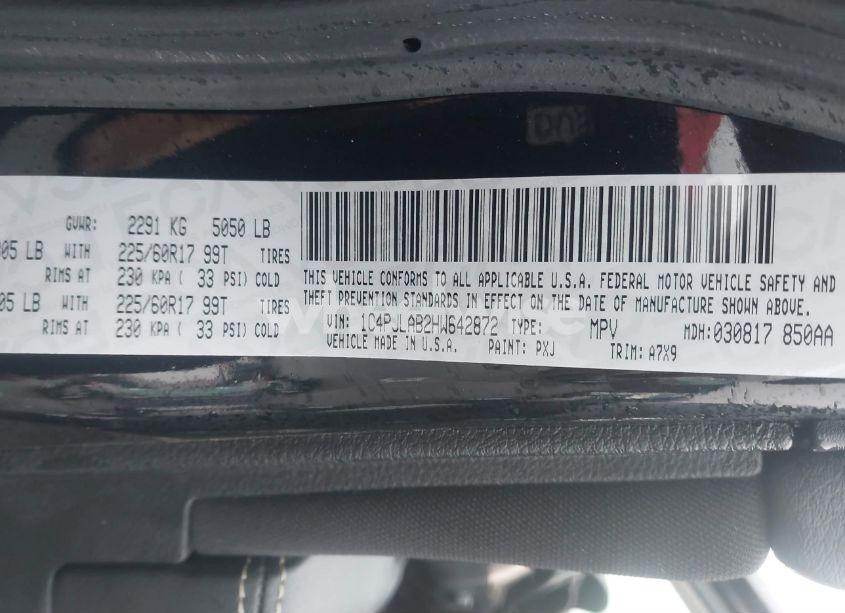 GVWR: 2291 KG 5050 LB
05 LB WITH 225/60R17 99T TIRES
RIMS AT 230 KPA ( 33 PSI) COLD
05 LB WITH 225/60R17 99T TIRES
RIMS AT 230 KPA ( 33 PSI) COLD
THIS VEHICLE CONFORMS TO ALL APPLICABLE U.S.A. FEDERAL MOTOR VEHICLE SAFETY AND
THEFT PREVENTION STANDARDS IN EFFECT ON THE DATE OF MANUFACTURE SHOWN ABOVE.
VIN: 1C4PJLAB2HW642872 TYPE: MPV MDH:030817 850AA
VEHICLE MADE IN U.S.A. PAINT: PXJ TRIM: A7X9